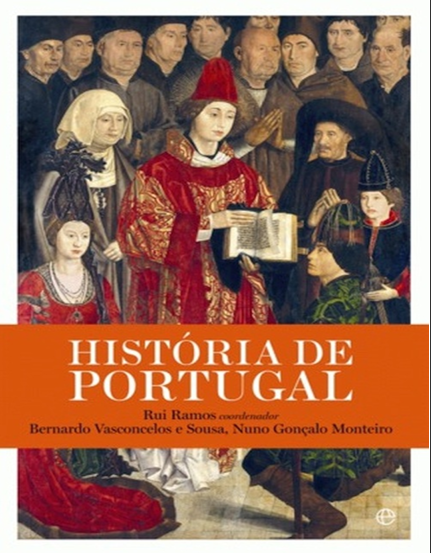 HISTÓRIA DE
PORTUGAL
Rui Ramos coordenador
Bernardo Vasconcelos e Sousa, Nuno Gonçalo Monteiro